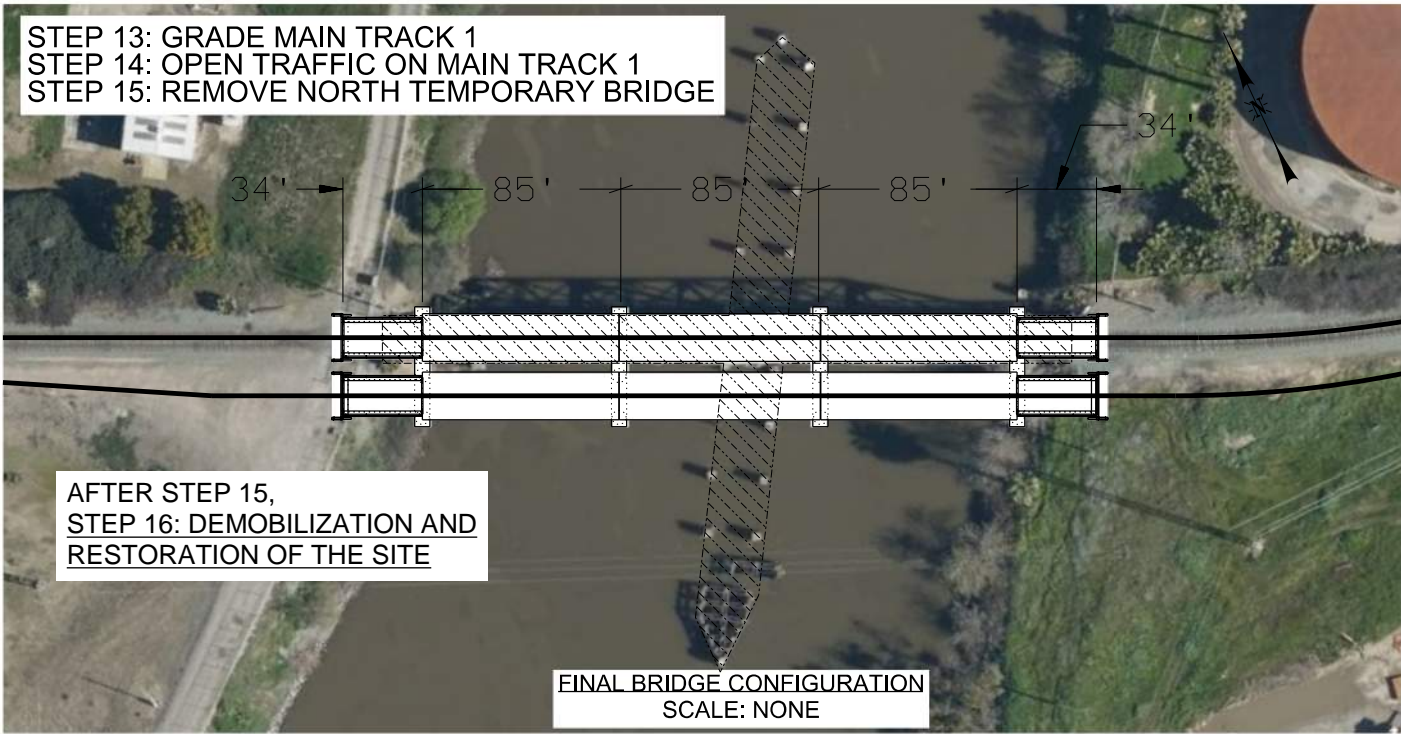 STEP 13: GRADE MAIN TRACK 1
STEP 14: OPEN TRAFFIC ON MAIN TRACK 1
STEP 15: REMOVE NORTH TEMPORARY BRIDGE
34'
34' 85' 85' 85'
AFTER STEP 15,
STEP 16: DEMOBILIZATION AND
RESTORATION OF THE SITE
FINAL BRIDGE CONFIGURATION
SCALE: NONE